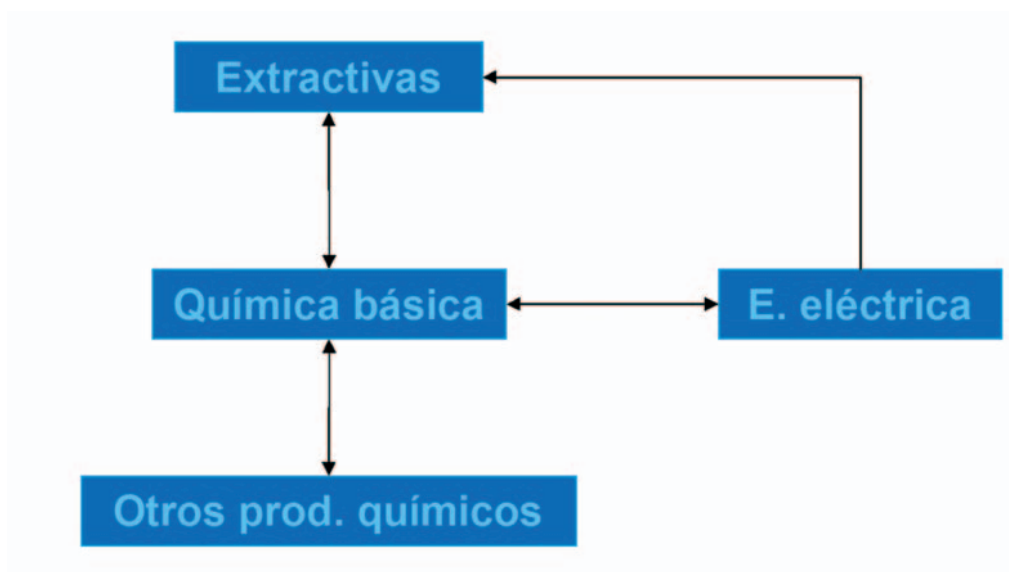 Extractivas
Química básica
E. eléctrica
Otros prod. químicos